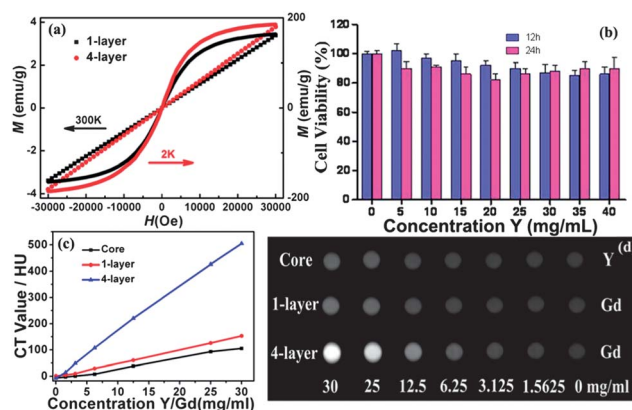 (a)
1-layer
4-layer
300K
2K
M (emu/g)
M (emu/g)
4
2
0
-2
-4
200
100
0
-100
-200
-30000 -20000 -10000 0 10000 20000 30000
H(Oe)
(b)
12h
24h
Cell Viability (%)
120
100
80
60
40
20
0
0 5 10 15 20 25 30 35 40
Concentration Y (mg/mL)
(c)
Core
1-layer
4-layer
CT Value / HU
500
400
300
200
100
0
0 5 10 15 20 25 30
Concentration Y/Gd(mg/ml)
(d)
Core Y
1-layer Gd
4-layer Gd
30 25 12.5 6.25 3.125 1.5625 0 mg/ml